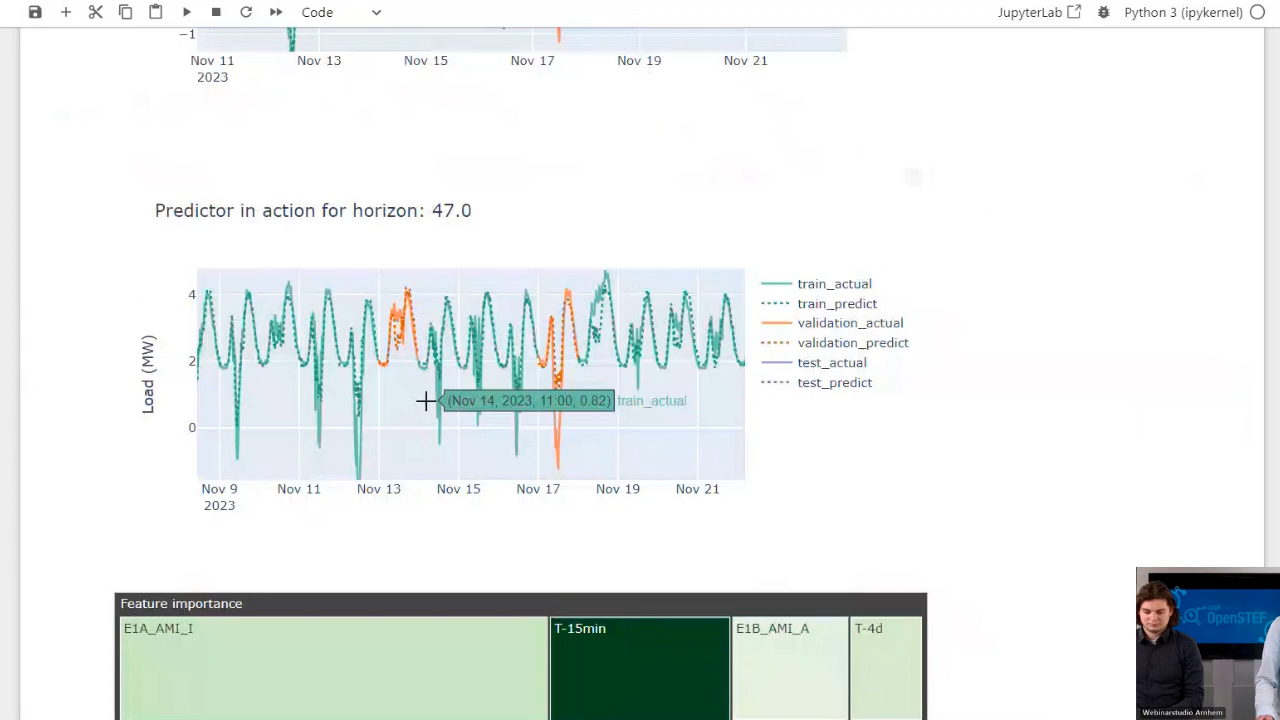 Code
JupyterLab
Python 3 (ipykernel)
−1
Nov 11
2023
Nov 13
Nov 15
Nov 17
Nov 19
Nov 21
Predictor in action for horizon: 47.0
Load (MW)
4
2
0
(Nov 14, 2023, 11:00, 0.82)
train_actual
Nov 9
2023
Nov 11
Nov 13
Nov 15
Nov 17
Nov 19
Nov 21
train_actual
train_predict
validation_actual
validation_predict
test_actual
test_predict
Feature importance
E1A_AMI_I
T-15min
E1B_AMI_A
T-4d
OpenSTEF
Webinarstudio Arnhem